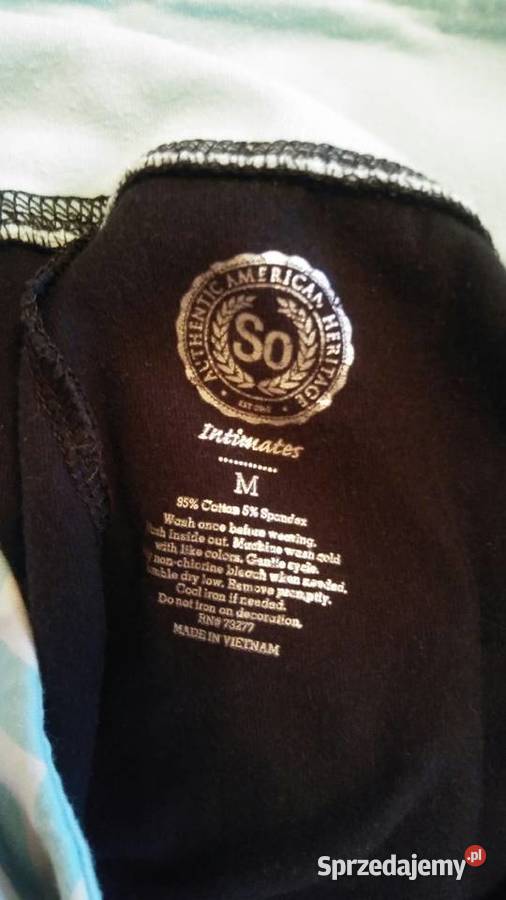 AUTHENTIC AMERICAN HERITAGE
So
EST
Intimates
M
95% Cotton 5% Spandex
Wash once before wearing.
Inside out. Machine wash cold
with like colors. Gentle cycle.
non-chlorine bleach when needed.
dry low. Remove promptly.
Cool iron if needed.
Do not iron on decoration.
RN# 73277
MADE IN VIETNAM
Sprzedajemy.pl